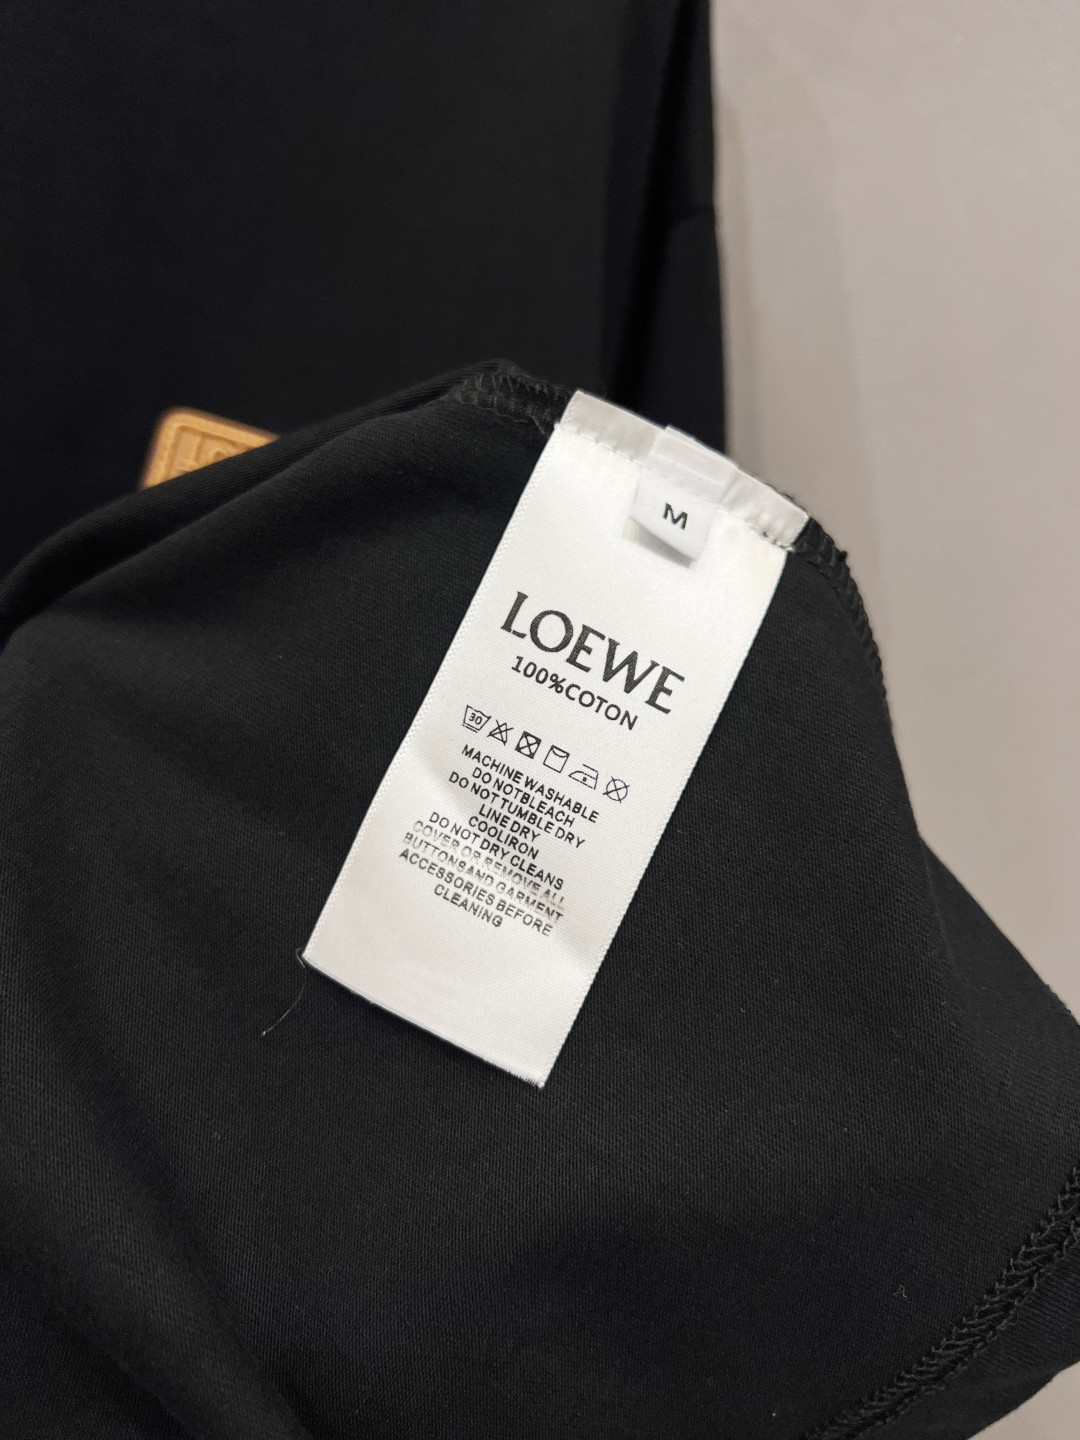 M
LOEWE
100%COTON
30
MACHINE WASHABLE
DO NOTBLEACH
DO NOT TUMBLE DRY
LINE DRY
COOLIRON
DO NOT DRY CLEANS
COVER OR REMOVE ALL
BUTTONSAND GARMENT
ACCESSORIES BEFORE
CLEANING